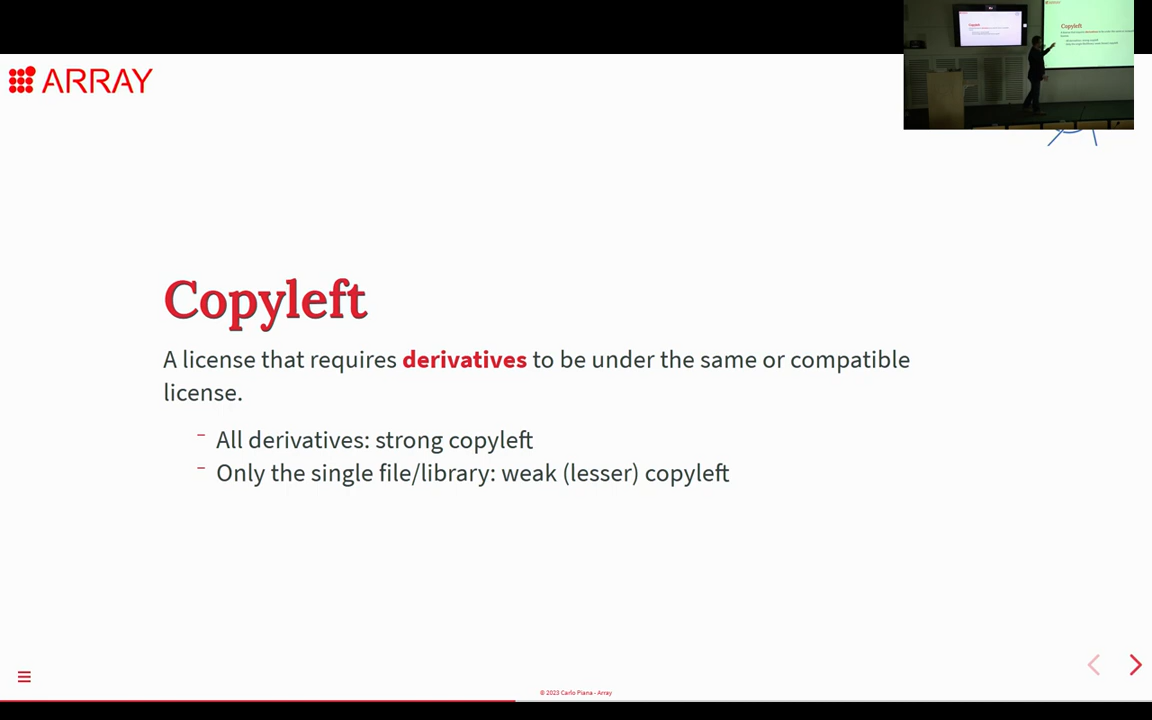 ARRAY
Copyleft
Copyleft
A license that requires derivatives to be under the same or compatible
license.
- All derivatives: strong copyleft
- Only the single file/library: weak (lesser) copyleft
© 2023 Carlo Piana - Array